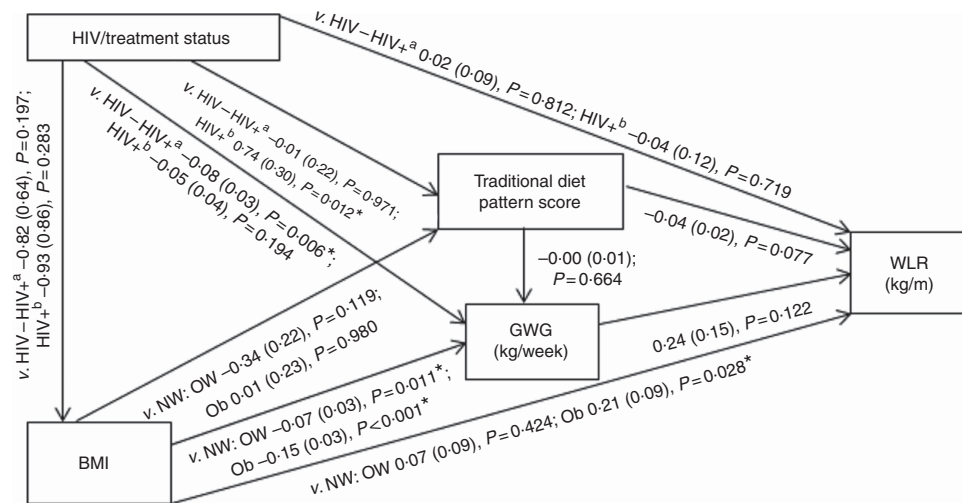 HIV/treatment status
v. HIV–HIV+ᵃ 0·02 (0·09), P=0·812; HIV+ᵇ –0·04 (0·12), P=0·719
v. HIV–HIV+ᵃ –0·82 (0·64), P=0·197;
HIV+ᵇ –0·93 (0·86), P=0·283
v. HIV–HIV+ᵃ –0·08 (0·03), P=0·006*;
HIV+ᵇ –0·05 (0·04), P=0·194
v. HIV–HIV+ᵃ –0·01 (0·22), P=0·971;
HIV+ᵇ 0·74 (0·30), P=0·012*
Traditional diet
pattern score
–0·04 (0·02), P=0·077
WLR
(kg/m)
–0·00 (0·01);
P=0·664
GWG
(kg/week)
0·24 (0·15), P=0·122
v. NW: OW –0·34 (0·22), P=0·119;
Ob 0·01 (0·23), P=0·980
v. NW: OW –0·07 (0·03), P=0·011*;
Ob –0·15 (0·03), P<0·001*
v. NW: OW 0·07 (0·09), P=0·424; Ob 0·21 (0·09), P=0·028*
BMI